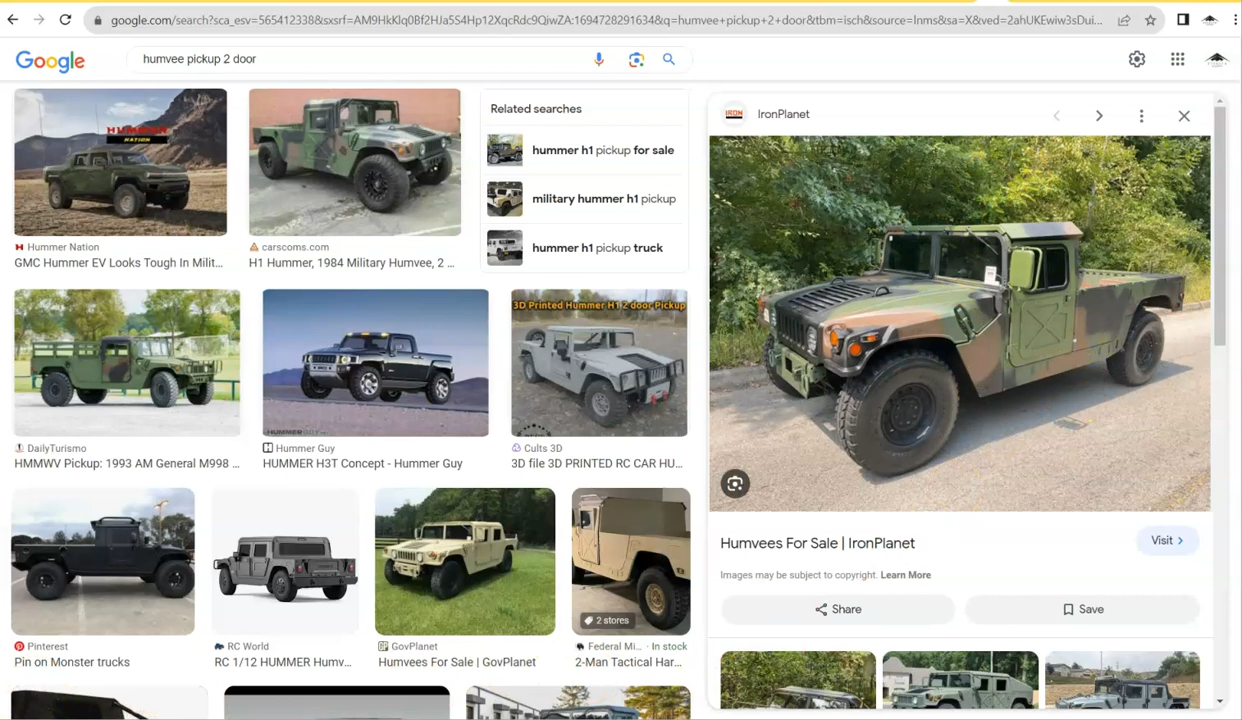 google.com/search?sca_esv=565412338&sxsrf=AM9HkKlq0Bf2HJa5S4Hp12XqcRdc9QiwZA:1694728291634&q=humvee+pickup+2+door&tbm=isch&source=lnms&sa=X&ved=2ahUKEwiw3sDui...
Google
humvee pickup 2 door
HUMMER
NATION
Hummer Nation
GMC Hummer EV Looks Tough In Milit...
carscoms.com
H1 Hummer, 1984 Military Humvee, 2 ...
Related searches
hummer h1 pickup for sale
military hummer h1 pickup
hummer h1 pickup truck
DailyTurismo
HMMWV Pickup: 1993 AM General M998 ...
HUMMER GUY
Hummer Guy
HUMMER H3T Concept - Hummer Guy
3D Printed Hummer H1 2 door Pickup
Cults 3D
3D file 3D PRINTED RC CAR HU...
Pinterest
Pin on Monster trucks
RC World
RC 1/12 HUMMER Humv...
GovPlanet
Humvees For Sale | GovPlanet
2 stores
Federal Mi... · In stock
2-Man Tactical Har...
IRON
IronPlanet
Humvees For Sale | IronPlanet
Visit
Images may be subject to copyright. Learn More
Share
Save